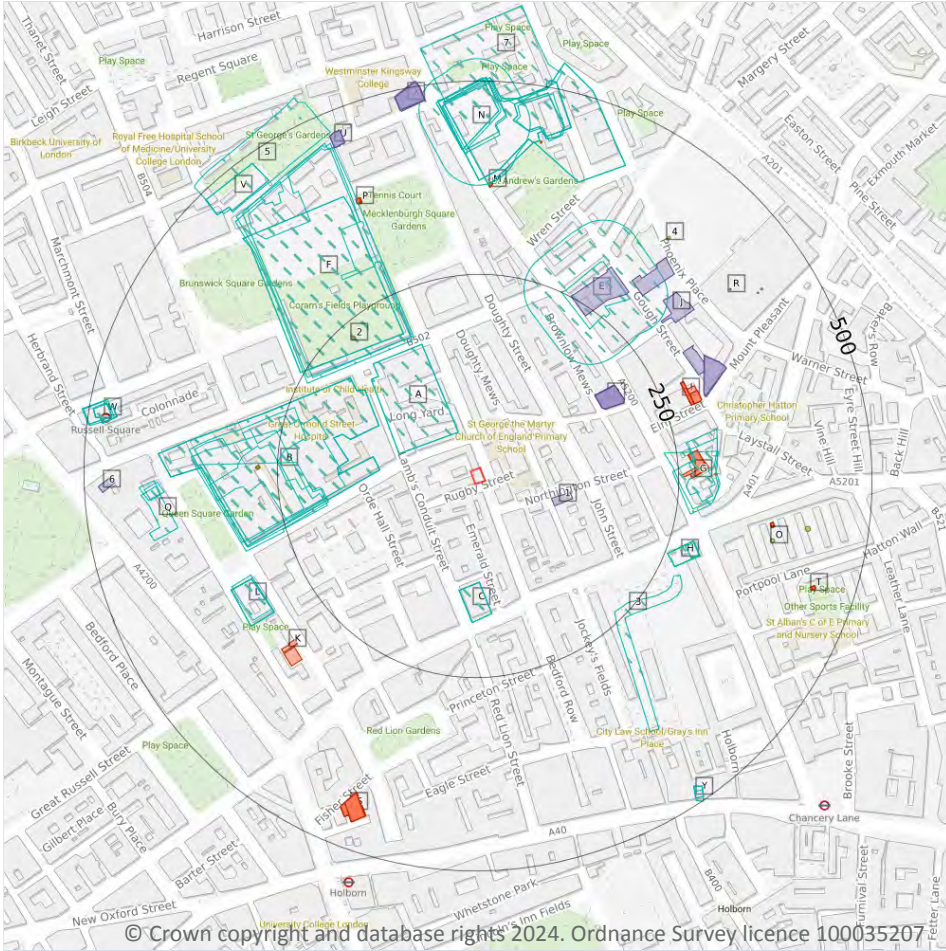 Thanet Street
Harrison Street
Play Space
7
Play Space
Play Space
Margery Street
Regent Square
Play Space
Westminster Kingsway
College
Leigh Street
N
Play Space
Easton Street
Exmouth Market
Birkbeck University of
London
Royal Free Hospital School
of Medicine/University
College London
St George's Gardens
U
5
A201
Pine Street
B504
V
M
St Andrew's Gardens
P
Tennis Court
Mecklenburgh Square
Gardens
Wren Street
4
Phoenix Place
Marchmont Street
F
Brunswick Square Gardens
E
R
Coram's Fields Playground
J
Gough Street
2
B502
Doughty Street
Brownlow Mews
Mount Pleasant
500
Baker's Row
Doughty Mews
Warner Street
Herbrand Street
Colonnade
Institute of Child Health
A
Long Yard
A5200
250
Christopher Hatton
Primary School
W
Russell Square
Great Ormond Street
Hospital
St George the Martyr
Church of England Primary
School
Laystall Street
Vine Hill
Eyre Street Hill
Back Hill
B
G
6
Lamb's Conduit Street
Rugby Street
Northington Street
1
A401
A5201
Q
Queen Square Garden
Orde Hall Street
Emerald Street
John Street
O
Hatton Wall
H
A4200
Portpool Lane
Leather Lane
L
C
3
T
Play Space
Other Sports Facility
Play Space
St Alban's C of E Primary
and Nursery School
K
Jockey's Fields
Bedford Place
Montague Street
Princeton Street
Bedford Row
Red Lion Street
Red Lion Gardens
City Law School/Gray's Inn
Place
Holborn
Play Space
Great Russell Street
Eagle Street
Y
Brooke Street
Fisher Street
Gilbert Place
Bury Place
Chancery Lane
A40
Barter Street
B400
Holborn
Whetstone Park
New Oxford Street
Holborn
Furnival Street
Fetter Lane
University College London
© Crown copyright and database rights 2024. Ordnance Survey licence 100035207